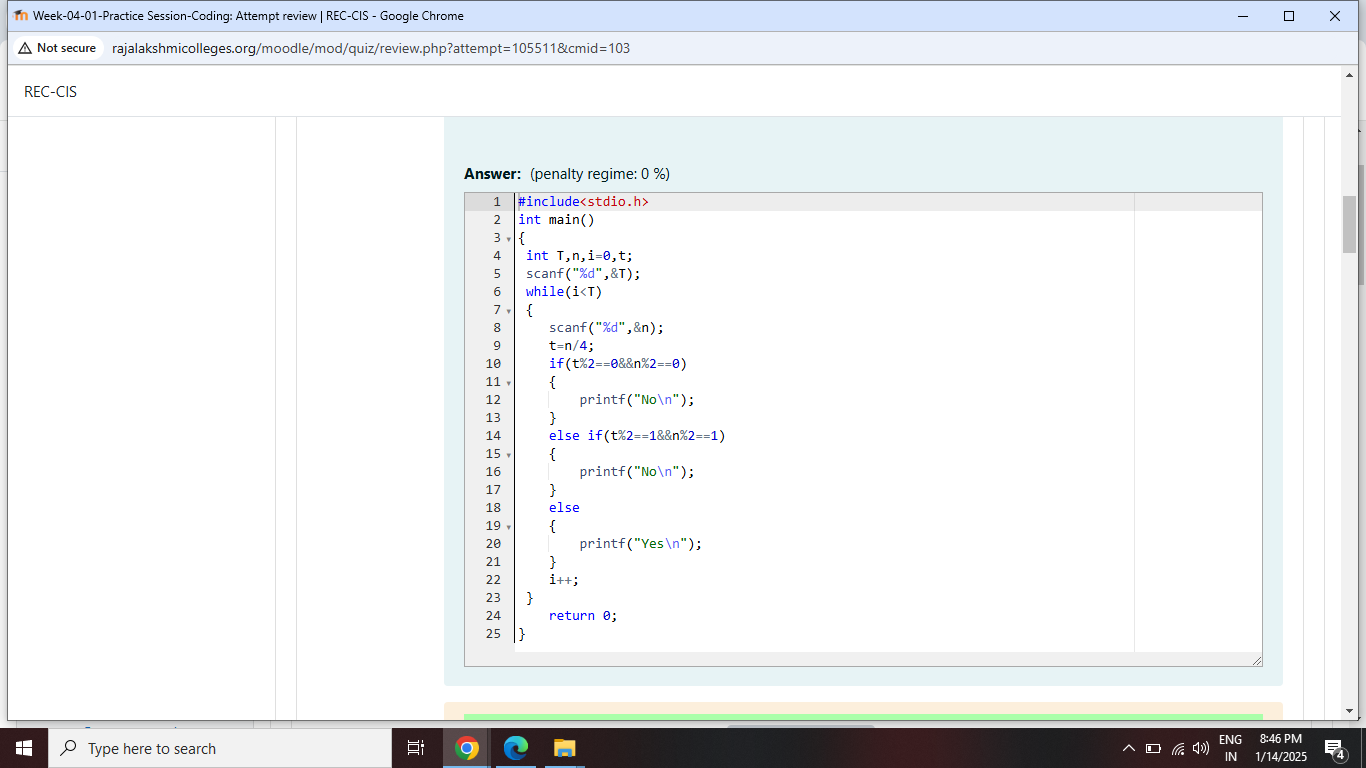 Week-04-01-Practice Session-Coding: Attempt review | REC-CIS - Google Chrome
Not secure rajalakshmicolleges.org/moodle/mod/quiz/review.php?attempt=105511&cmid=103
REC-CIS
Answer: (penalty regime: 0 %)
1 #include<stdio.h>
2 int main()
3 {
4 int T,n,i=0,t;
5 scanf("%d",&T);
6 while(i<T)
7 {
8 scanf("%d",&n);
9 t=n/4;
10 if(t%2==0&&n%2==0)
11 {
12 printf("No\n");
13 }
14 else if(t%2==1&&n%2==1)
15 {
16 printf("No\n");
17 }
18 else
19 {
20 printf("Yes\n");
21 }
22 i++;
23 }
24 return 0;
25 }
Type here to search
ENG
IN
8:46 PM
1/14/2025
4